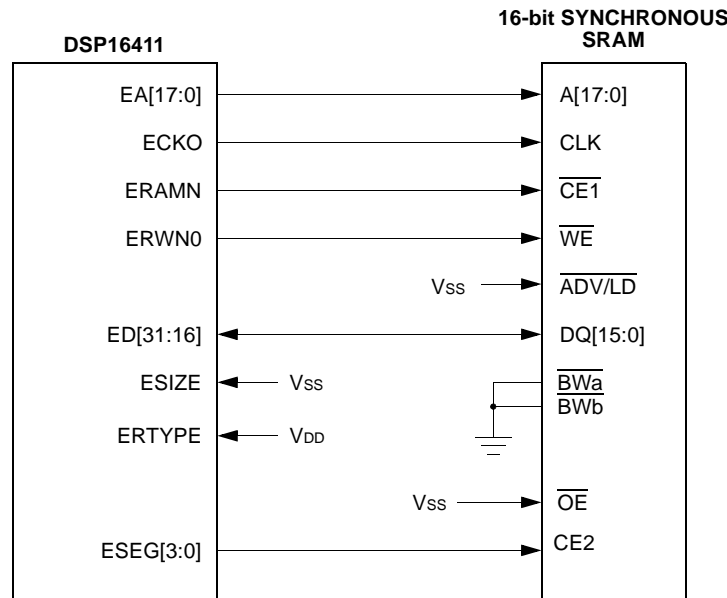 16-bit SYNCHRONOUS
SRAM
DSP16411
EA[17:0] A[17:0]
ECKO CLK
ERAMN CE1
ERWN0 WE
VSS ADV/LD
ED[31:16] DQ[15:0]
ESIZE VSS BWa
BWb
ERTYPE VDD
VSS OE
ESEG[3:0] CE2